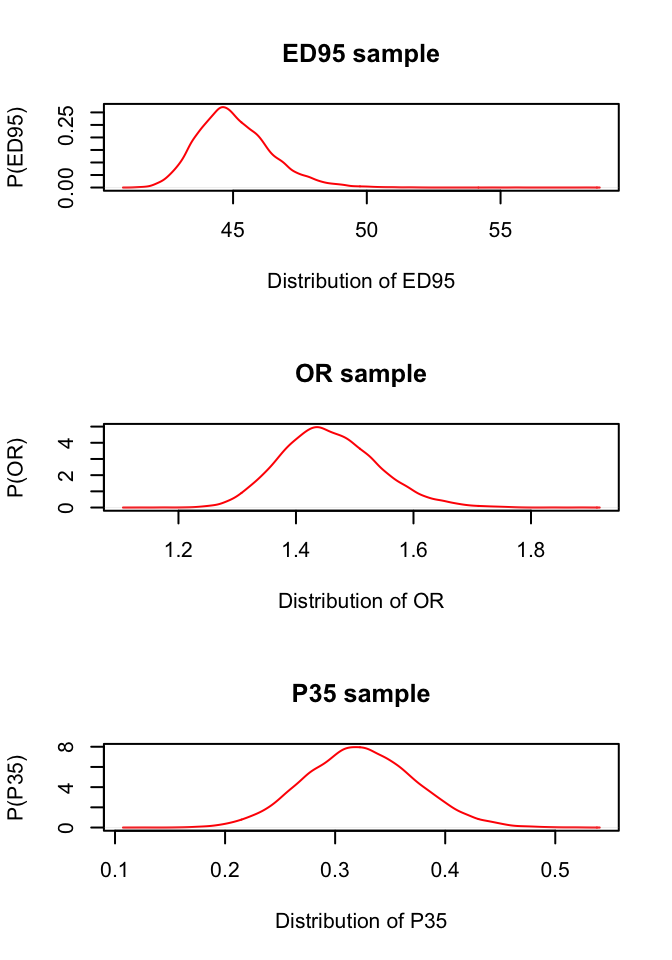 ED95 sample
P(ED95)
0.25
0.00
45 50 55
Distribution of ED95
OR sample
P(OR)
4
2
0
1.2 1.4 1.6 1.8
Distribution of OR
P35 sample
P(P35)
8
4
0
0.1 0.2 0.3 0.4 0.5
Distribution of P35